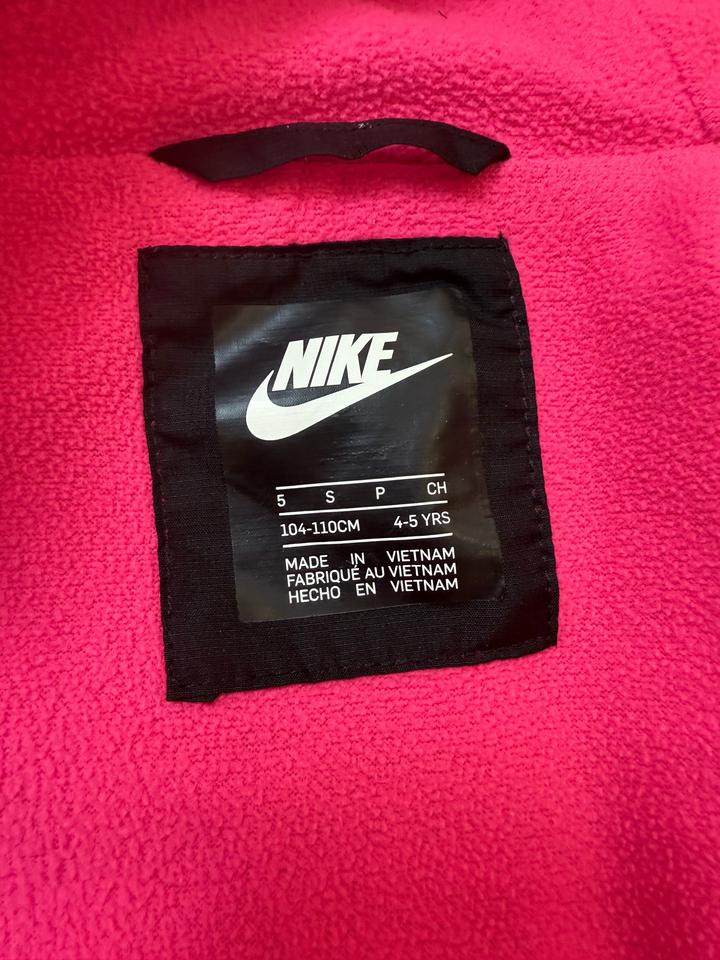 NIKE
5 S P CH
104-110CM 4-5 YRS
MADE IN VIETNAM
FABRIQUÉ AU VIETNAM
HECHO EN VIETNAM